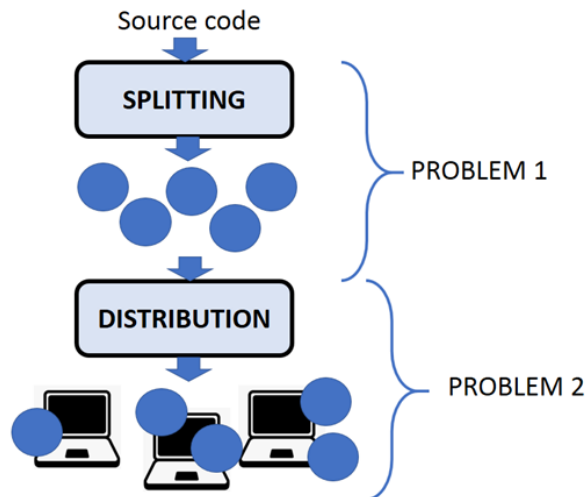 Source code
SPLITTING
PROBLEM 1
DISTRIBUTION
PROBLEM 2